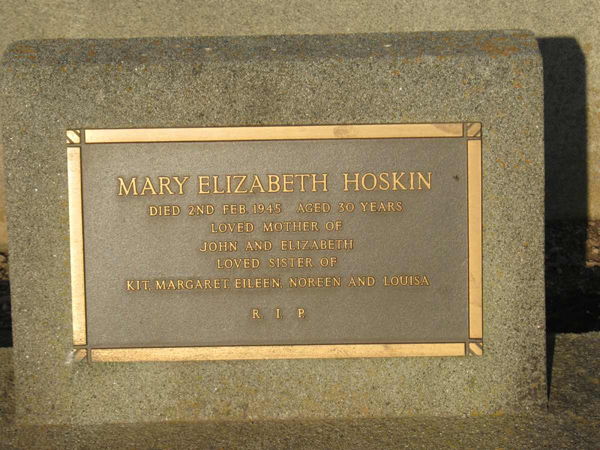 MARY ELIZABETH HOSKIN
DIED 2ND FEB. 1945 AGED 30 YEARS
LOVED MOTHER OF
JOHN AND ELIZABETH
LOVED SISTER OF
KIT, MARGARET EILEEN, NOREEN AND LOUISA
R. I. P.